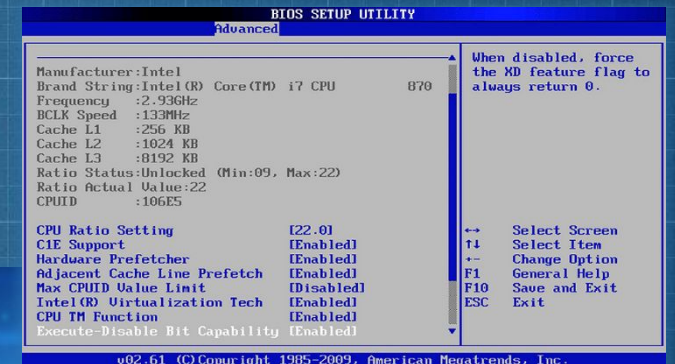 BIOS SETUP UTILITY
Advanced
Manufacturer:Intel
Brand String:Intel(R) Core(TM) i7 CPU 870
Frequency :2.93GHz
BCLK Speed :133MHz
Cache L1 :256 KB
Cache L2 :1024 KB
Cache L3 :8192 KB
Ratio Status:Unlocked (Min:09, Max:22)
Ratio Actual Value:22
CPUID :106E5
CPU Ratio Setting [22.0]
C1E Support [Enabled]
Hardware Prefetcher [Enabled]
Adjacent Cache Line Prefetch [Enabled]
Max CPUID Value Limit [Disabled]
Intel(R) Virtualization Tech [Enabled]
CPU TM Function [Enabled]
Execute-Disable Bit Capability [Enabled]
When disabled, force
the XD feature flag to
always return 0.
↔ Select Screen
↑↓ Select Item
+- Change Option
F1 General Help
F10 Save and Exit
ESC Exit
v02.61 (C)Copyright 1985-2009, American Megatrends, Inc.